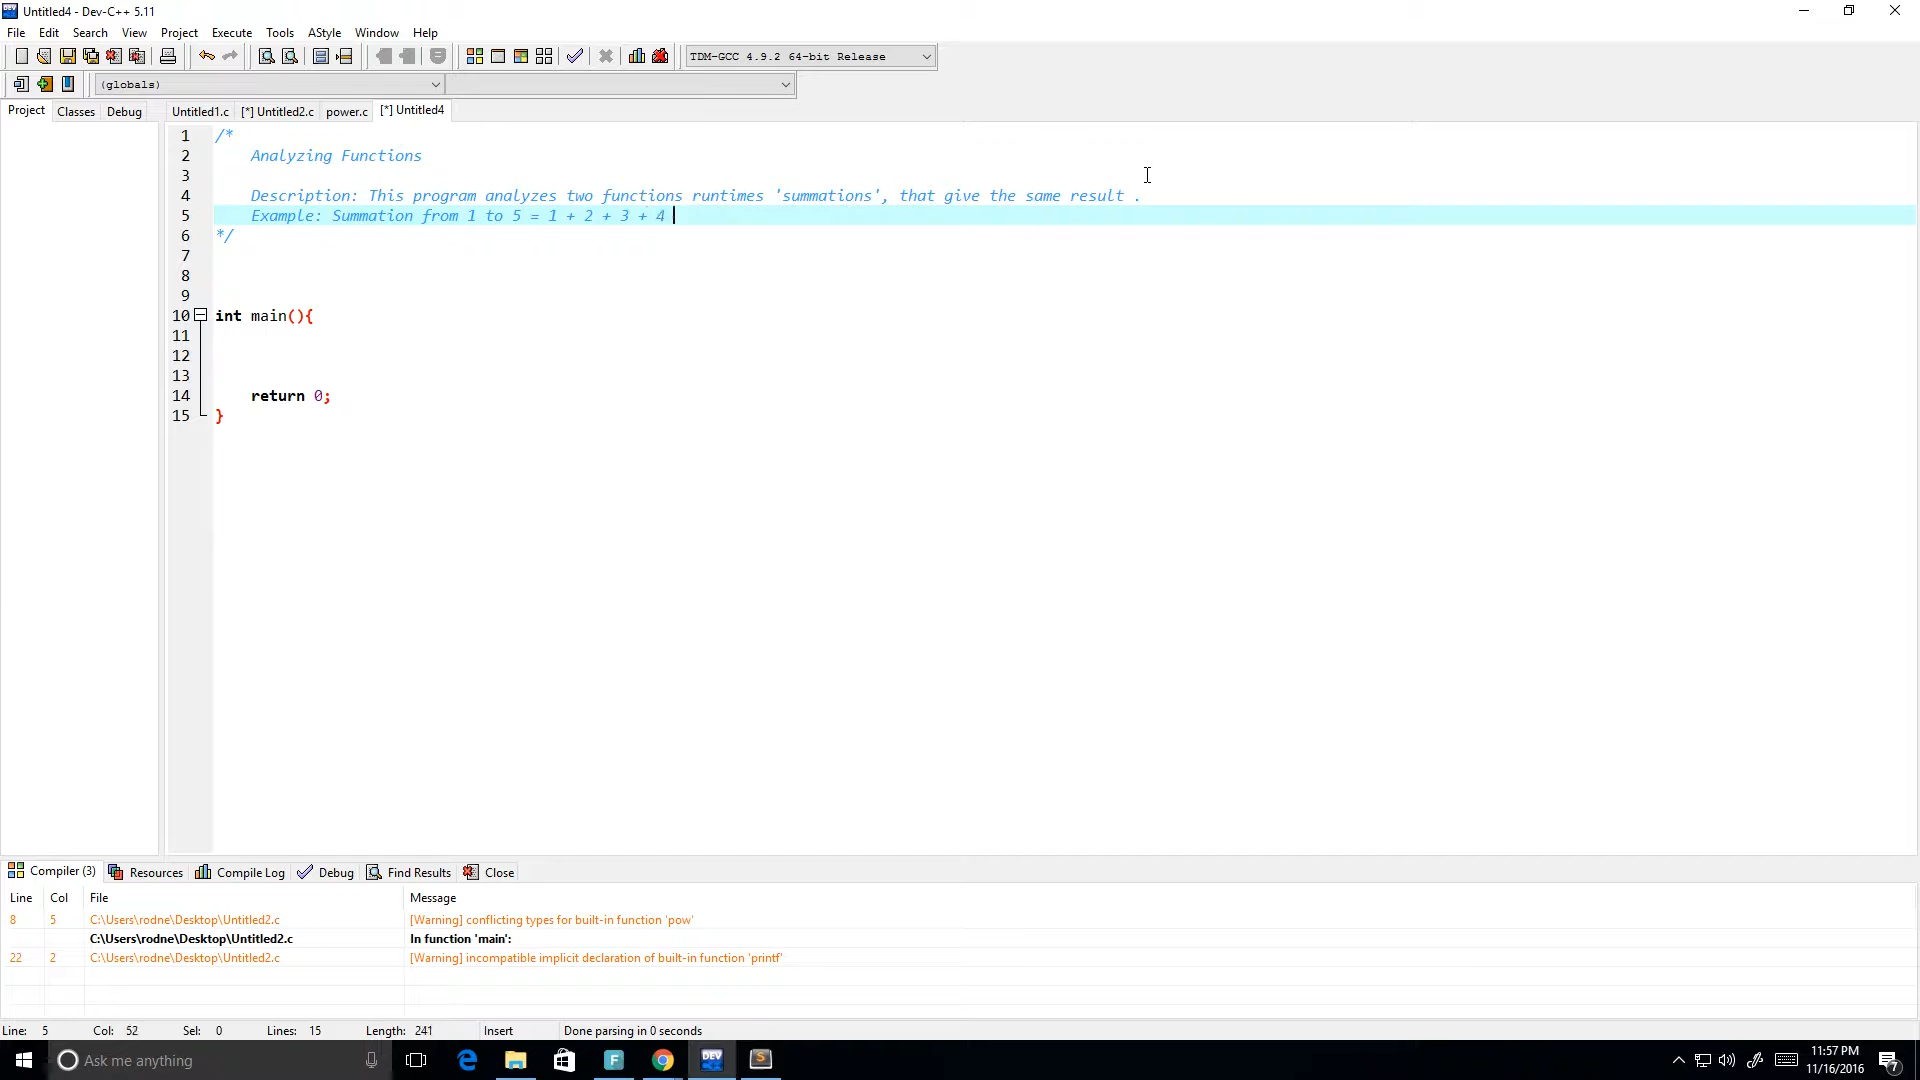 Untitled4 - Dev-C++ 5.11
File Edit Search View Project Execute Tools AStyle Window Help
TDM-GCC 4.9.2 64-bit Release
(globals)
Project Classes Debug Untitled1.c [*] Untitled2.c power.c [*] Untitled4
1 /*
2 Analyzing Functions
3
4 Description: This program analyzes two functions runtimes 'summations', that give the same result .
5 Example: Summation from 1 to 5 = 1 + 2 + 3 + 4
6 */
7
8
9
10 int main(){
11
12
13
14 return 0;
15 }
Compiler (3) Resources Compile Log Debug Find Results Close
Line Col File Message
8 5 C:\Users\rodne\Desktop\Untitled2.c [Warning] conflicting types for built-in function 'pow'
C:\Users\rodne\Desktop\Untitled2.c In function 'main':
22 2 C:\Users\rodne\Desktop\Untitled2.c [Warning] incompatible implicit declaration of built-in function 'printf'
Line: 5 Col: 52 Sel: 0 Lines: 15 Length: 241 Insert Done parsing in 0 seconds
Ask me anything
DEV
11:57 PM
11/16/2016
7